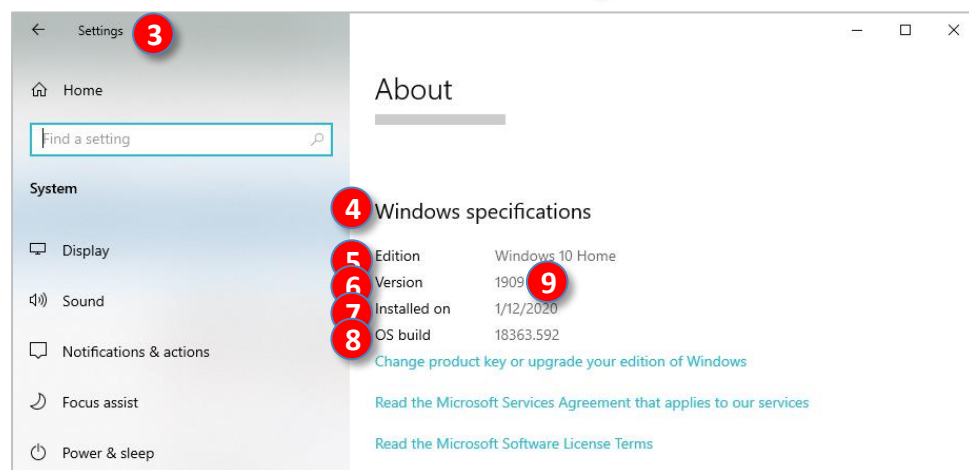 Settings 3
Home
Find a setting
System
Display
Sound
Notifications & actions
Focus assist
Power & sleep
About
4 Windows specifications
5 Edition Windows 10 Home
6 Version 1909 9
7 Installed on 1/12/2020
8 OS build 18363.592
Change product key or upgrade your edition of Windows
Read the Microsoft Services Agreement that applies to our services
Read the Microsoft Software License Terms